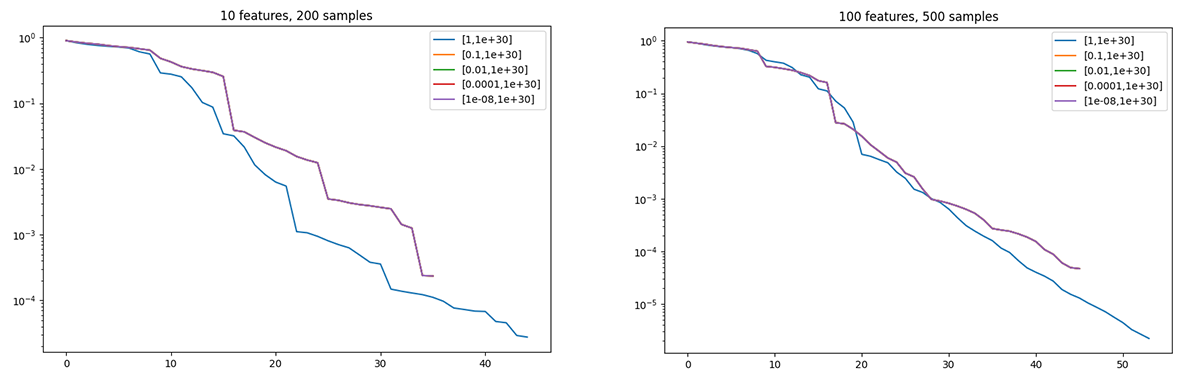 10 features, 200 samples
10⁰
10⁻¹
10⁻²
10⁻³
10⁻⁴
0 10 20 30 40
[1,1e+30]
[0.1,1e+30]
[0.01,1e+30]
[0.0001,1e+30]
[1e-08,1e+30]
100 features, 500 samples
10⁰
10⁻¹
10⁻²
10⁻³
10⁻⁴
10⁻⁵
0 10 20 30 40 50
[1,1e+30]
[0.1,1e+30]
[0.01,1e+30]
[0.0001,1e+30]
[1e-08,1e+30]